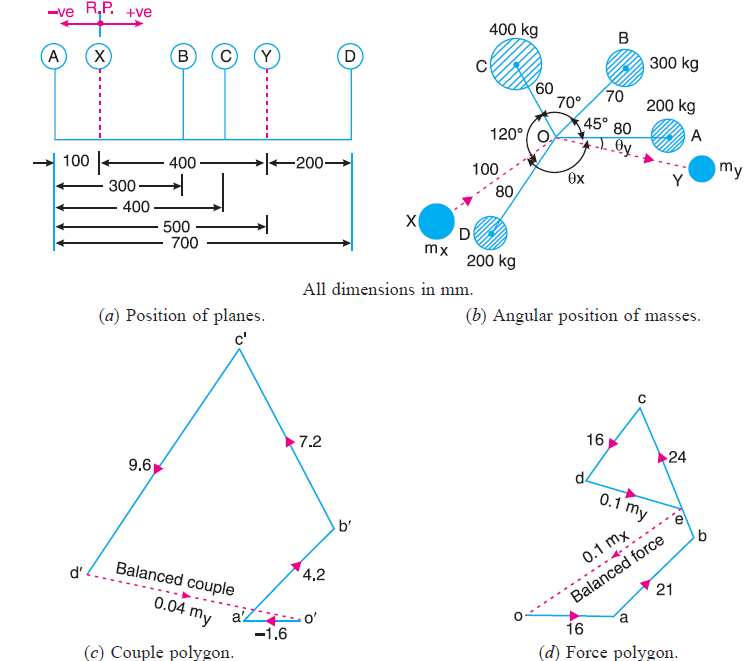 –ve R.P. +ve
A X B C Y D
100 400 200
300
400
500
700
400 kg
C
B
300 kg
60
70°
70
200 kg
120°
O
45°
80
A
θy
100
θx
Y
my
80
X
D
mx
200 kg
All dimensions in mm.
(a) Position of planes.
(b) Angular position of masses.
c'
7.2
9.6
b'
d'
Balanced couple
4.2
0.04 my
a'
o'
–1.6
(c) Couple polygon.
c
16
24
d
0.1 my
e
b
0.1 mx
Balanced force
21
o
a
16
(d) Force polygon.